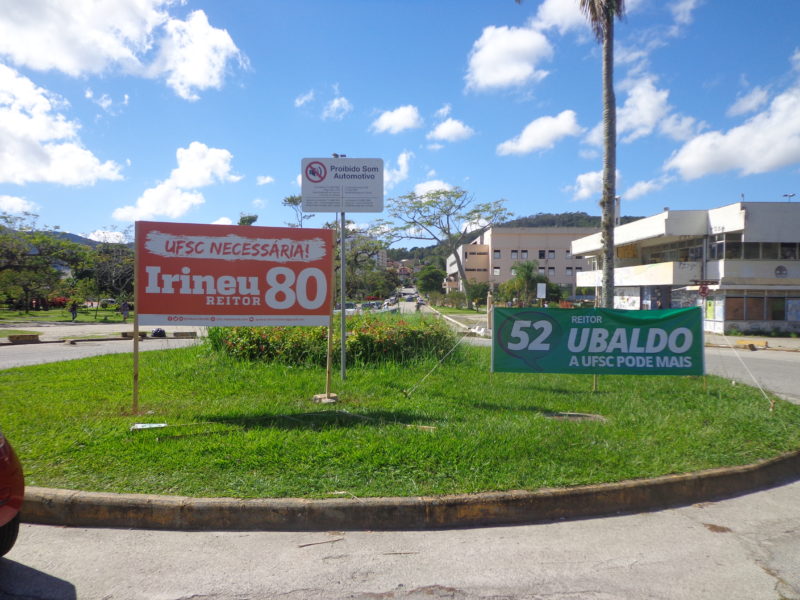 Proibido Som
Automotivo
UFSC NECESSÁRIA!
Irineu 80
REITOR
REITOR
52 UBALDO
A UFSC PODE MAIS